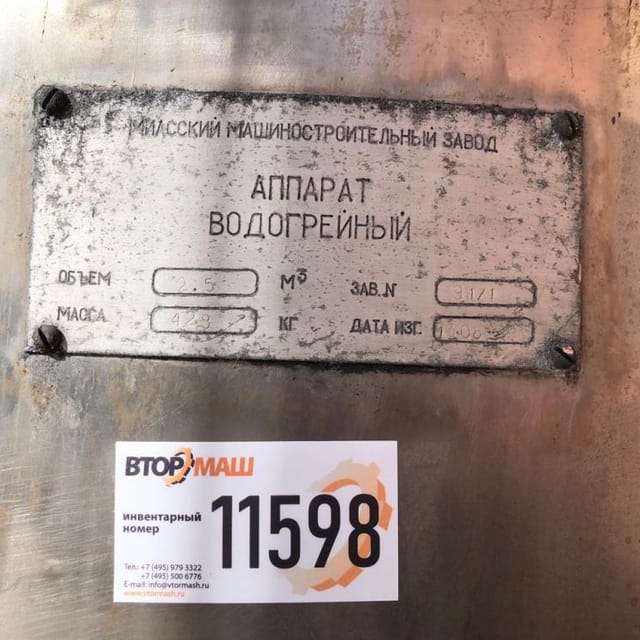 МИАССКИЙ МАШИНОСТРОИТЕЛЬНЫЙ ЗАВОД
АППАРАТ
ВОДОГРЕЙНЫЙ
ОБЪЕМ 2.5 М³ ЗАВ.N
МАССА 428 КГ ДАТА ИЗГ.
ВТОРМАШ
инвентарный
номер
11598
Тел.: +7 (495) 979 3322
+7 (495) 500 6776
E-mail: info@vtormash.ru
www.vtormash.ru